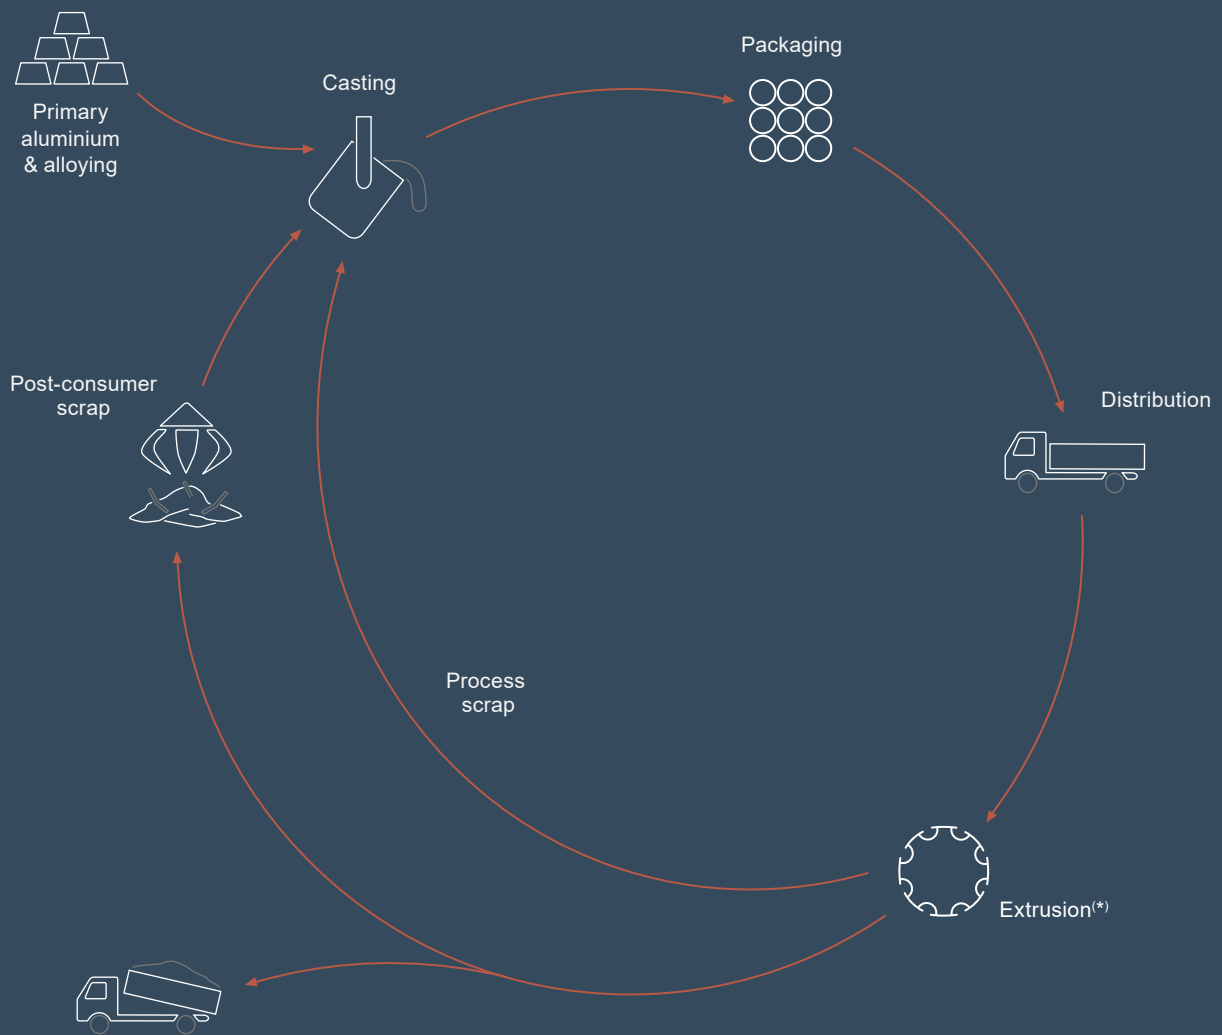 Packaging
Casting
Primary
aluminium
& alloying
Post-consumer
scrap
Distribution
Process
scrap
Extrusion(*)